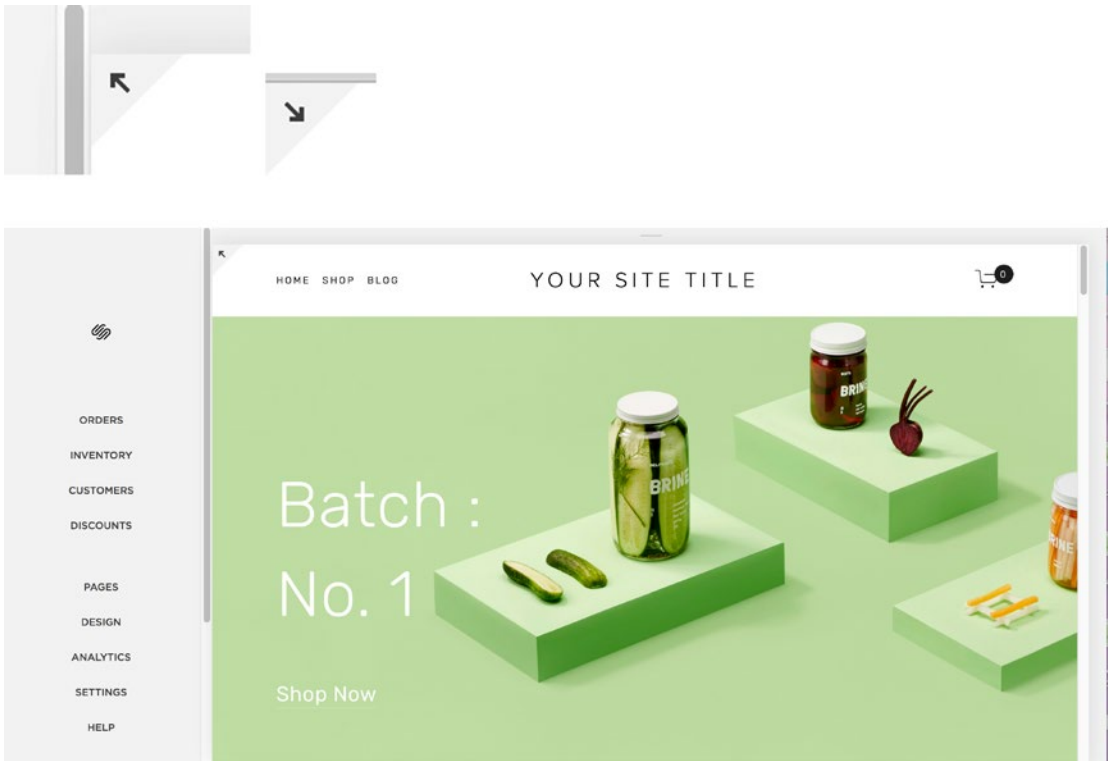 HOME SHOP BLOG
YOUR SITE TITLE
0
ORDERS
INVENTORY
CUSTOMERS
DISCOUNTS
PAGES
DESIGN
ANALYTICS
SETTINGS
HELP
Batch :
No. 1
Shop Now
BRINE
BRINE
BRINE